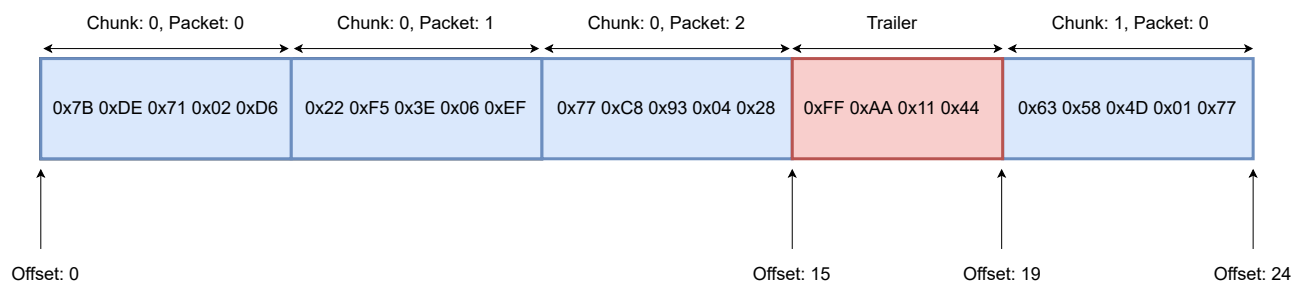 Chunk: 0, Packet: 0 Chunk: 0, Packet: 1 Chunk: 0, Packet: 2 Trailer Chunk: 1, Packet: 0
0x7B 0xDE 0x71 0x02 0xD6 0x22 0xF5 0x3E 0x06 0xEF 0x77 0xC8 0x93 0x04 0x28 0xFF 0xAA 0x11 0x44 0x63 0x58 0x4D 0x01 0x77
Offset: 0 Offset: 15 Offset: 19 Offset: 24